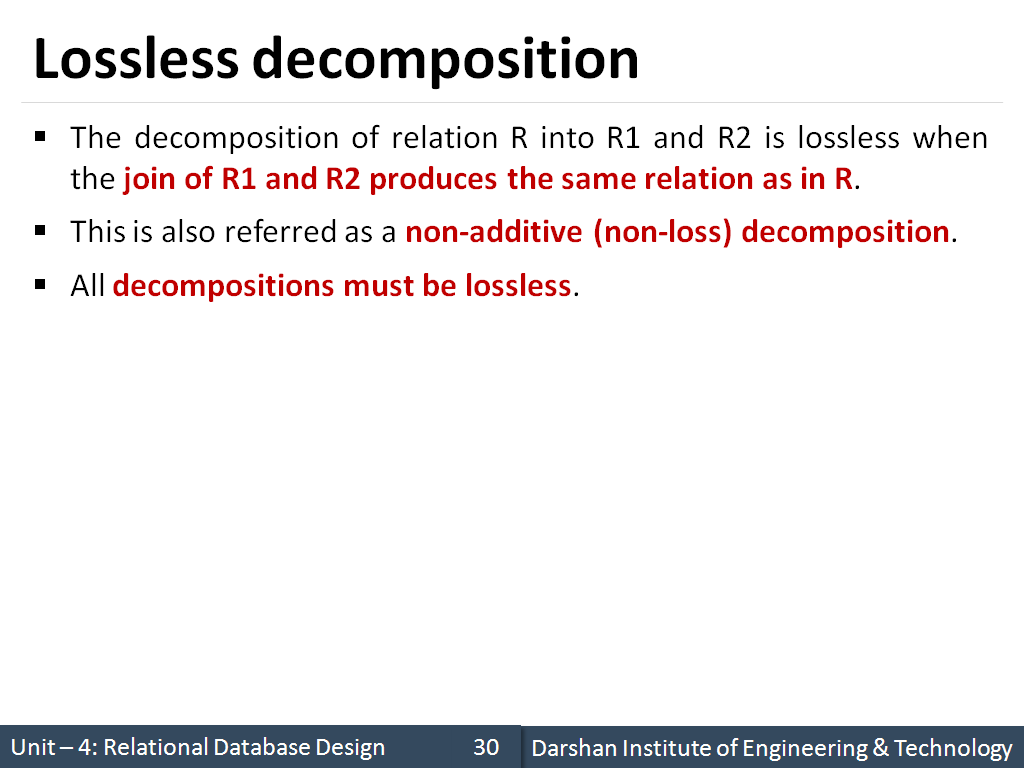 Lossless decomposition
▪ The decomposition of relation R into R1 and R2 is lossless when
the join of R1 and R2 produces the same relation as in R.
▪ This is also referred as a non-additive (non-loss) decomposition.
▪ All decompositions must be lossless.
Unit – 4: Relational Database Design 30 Darshan Institute of Engineering & Technology